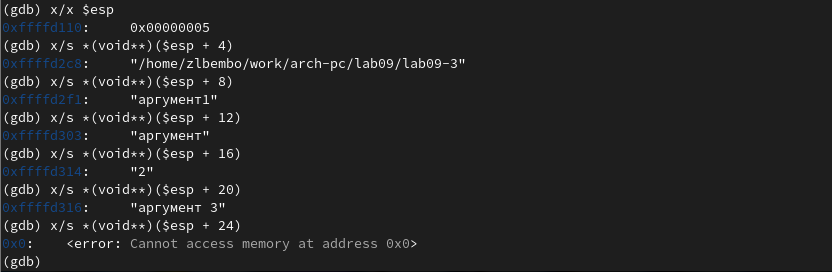 (gdb) x/x $esp
0xffffd110:     0x00000005
(gdb) x/s *(void**)($esp + 4)
0xffffd2c8:     "/home/zlbembo/work/arch-pc/lab09/lab09-3"
(gdb) x/s *(void**)($esp + 8)
0xffffd2f1:     "аргумент1"
(gdb) x/s *(void**)($esp + 12)
0xffffd303:     "аргумент"
(gdb) x/s *(void**)($esp + 16)
0xffffd314:     "2"
(gdb) x/s *(void**)($esp + 20)
0xffffd316:     "аргумент 3"
(gdb) x/s *(void**)($esp + 24)
0x0:    <error: Cannot access memory at address 0x0>
(gdb)